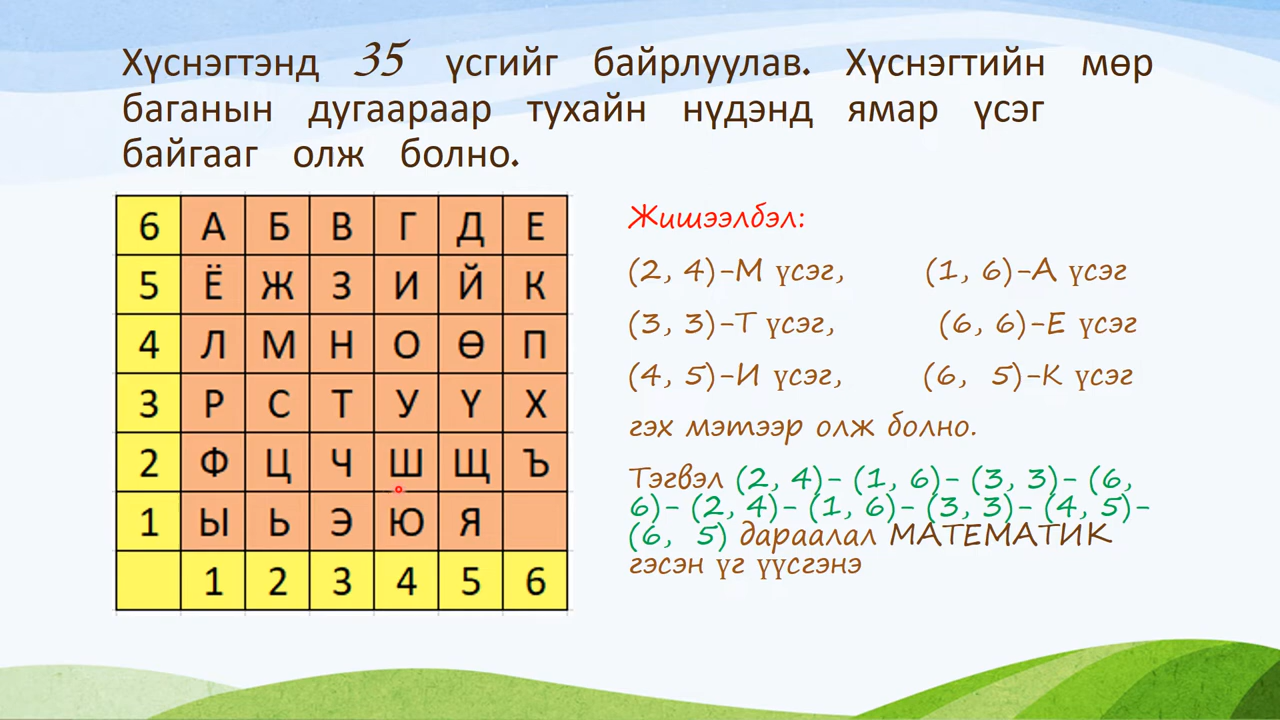 Хүснэгтэнд 35 үсгийг байрлуулав. Хүснэгтийн мөр
баганын дугаараар тухайн нүдэнд ямар үсэг
байгааг олж болно.
6 А Б В Г Д Е
5 Ё Ж З И Й К
4 Л М Н О Ө П
3 Р С Т У Ү Х
2 Ф Ц Ч Ш Щ Ъ
1 Ы Ь Э Ю Я
1 2 3 4 5 6
Жишээлбэл:
(2, 4)-М үсэг, (1, 6)-А үсэг
(3, 3)-Т үсэг, (6, 6)-Е үсэг
(4, 5)-И үсэг, (6, 5)-К үсэг
гэх мэтээр олж болно.
Тэгвэл (2, 4)- (1, 6)- (3, 3)- (6,
6)- (2, 4)- (1, 6)- (3, 3)- (4, 5)-
(6, 5) дараалал МАТЕМАТИК
гэсэн үг үүсгэнэ